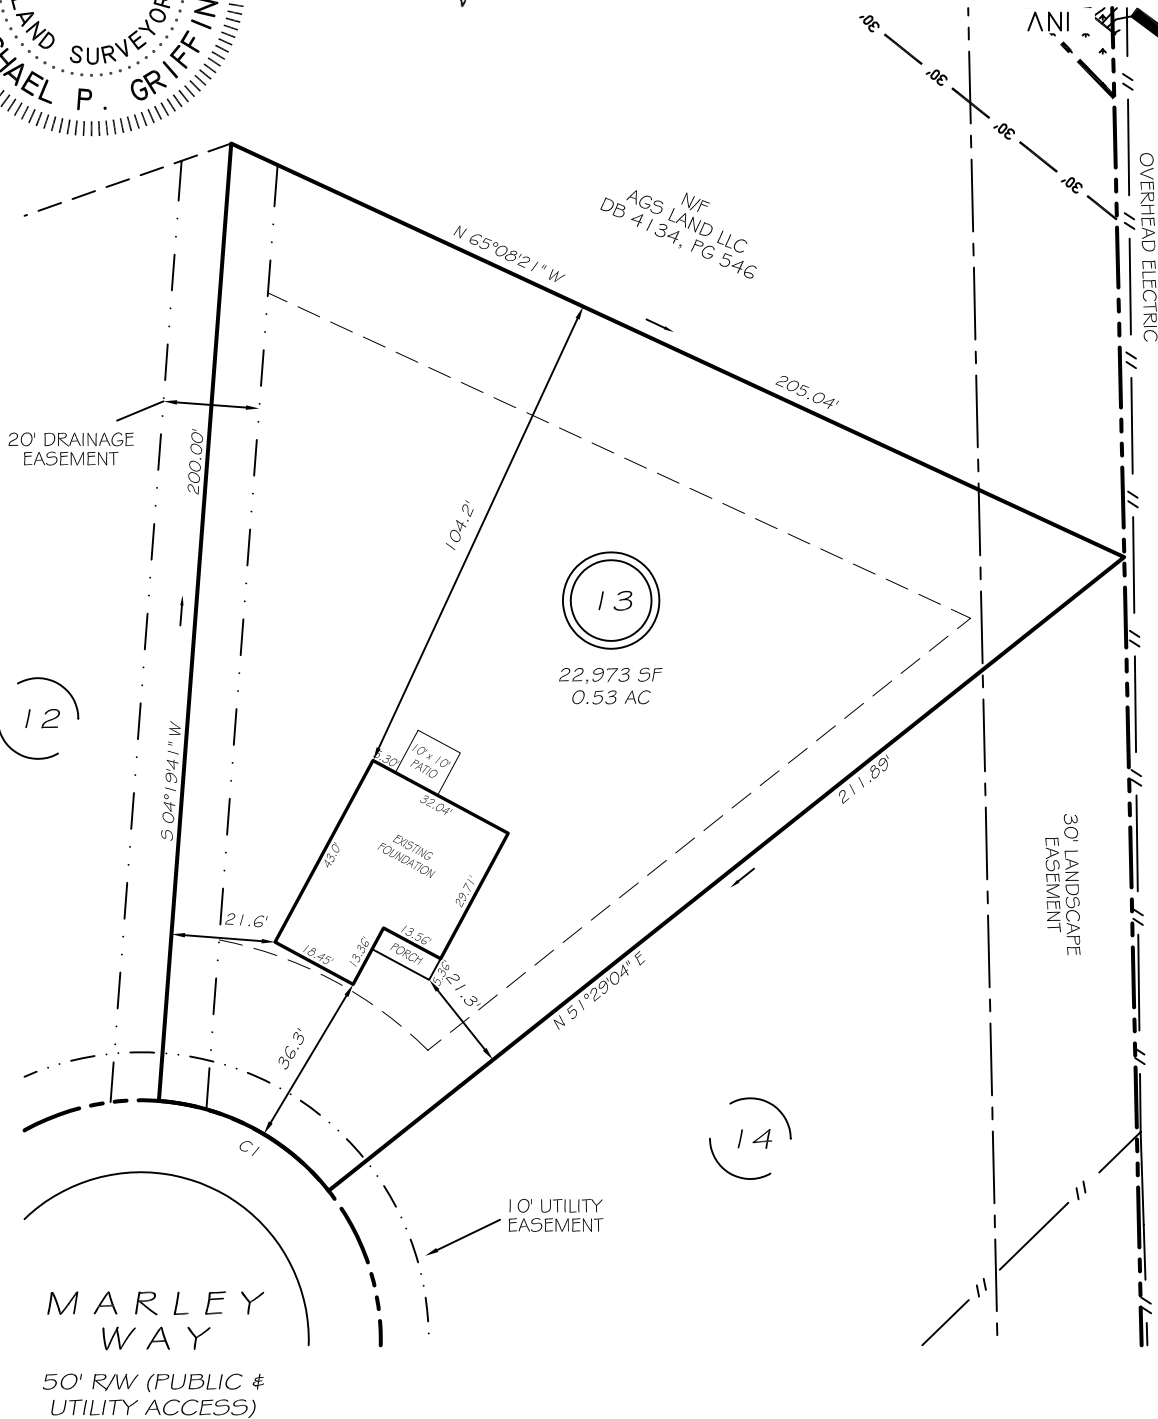 LAND SURVEYOR
CHAEL P. GRIFFIN
INV
30'
30'
30'
30'
OVERHEAD ELECTRIC
N/F
AGS LAND LLC
DB 4134, PG 546
N 65°08'21" W
205.04'
20' DRAINAGE
EASEMENT
200.00'
104.2'
13
22,973 SF
0.53 AC
12
S 04°19'41" W
10' x 10'
PATIO
5.30'
32.04'
EXISTING
FOUNDATION
43.0'
29.71'
211.89'
30' LANDSCAPE
EASEMENT
21.6'
18.45'
13.36'
13.56'
PORCH
5.36'
21.3'
N 51°29'04" E
36.3'
C1
14
10' UTILITY
EASEMENT
MARLEY
WAY
50' R/W (PUBLIC &
UTILITY ACCESS)